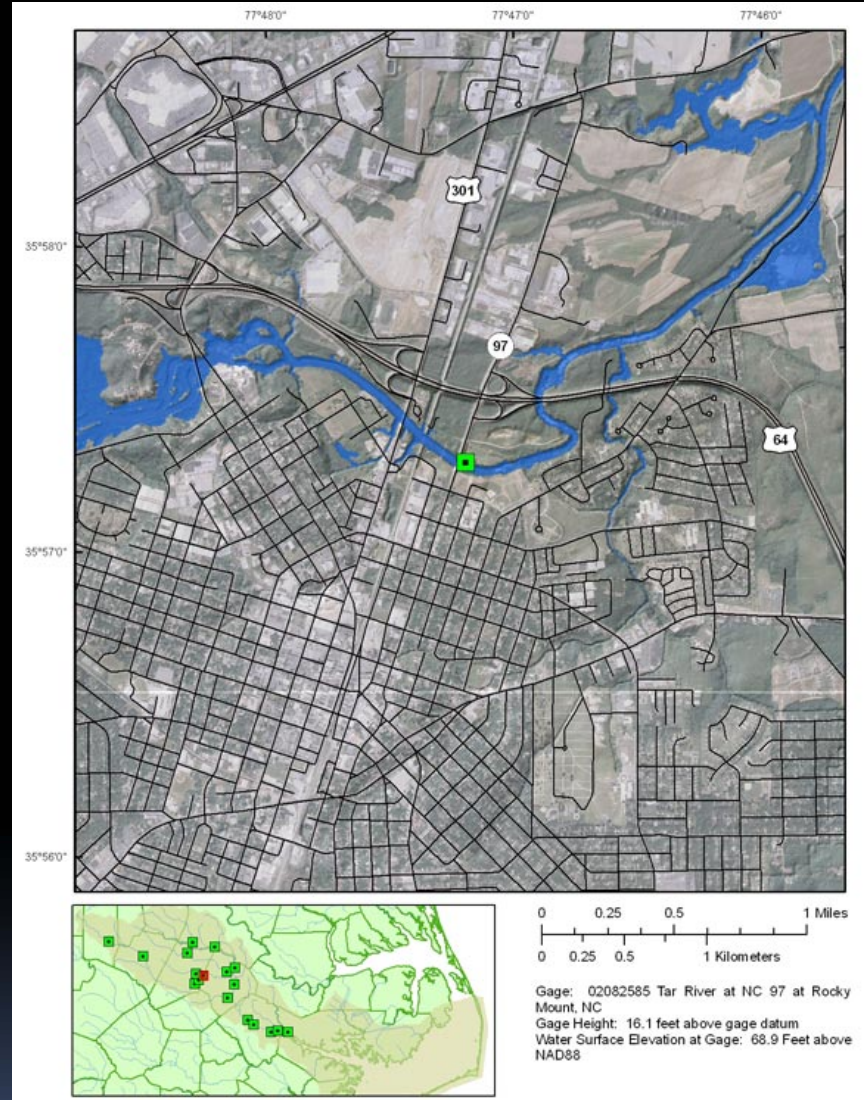 77°48'0"
77°47'0"
77°46'0"
301
35°58'0"
97
64
35°57'0"
35°56'0"
0 0.25 0.5 1 Miles
0 0.25 0.5 1 Kilometers
Gage: 02082585 Tar River at NC 97 at Rocky
Mount, NC
Gage Height: 16.1 feet above gage datum
Water Surface Elevation at Gage: 68.9 Feet above
NAD88